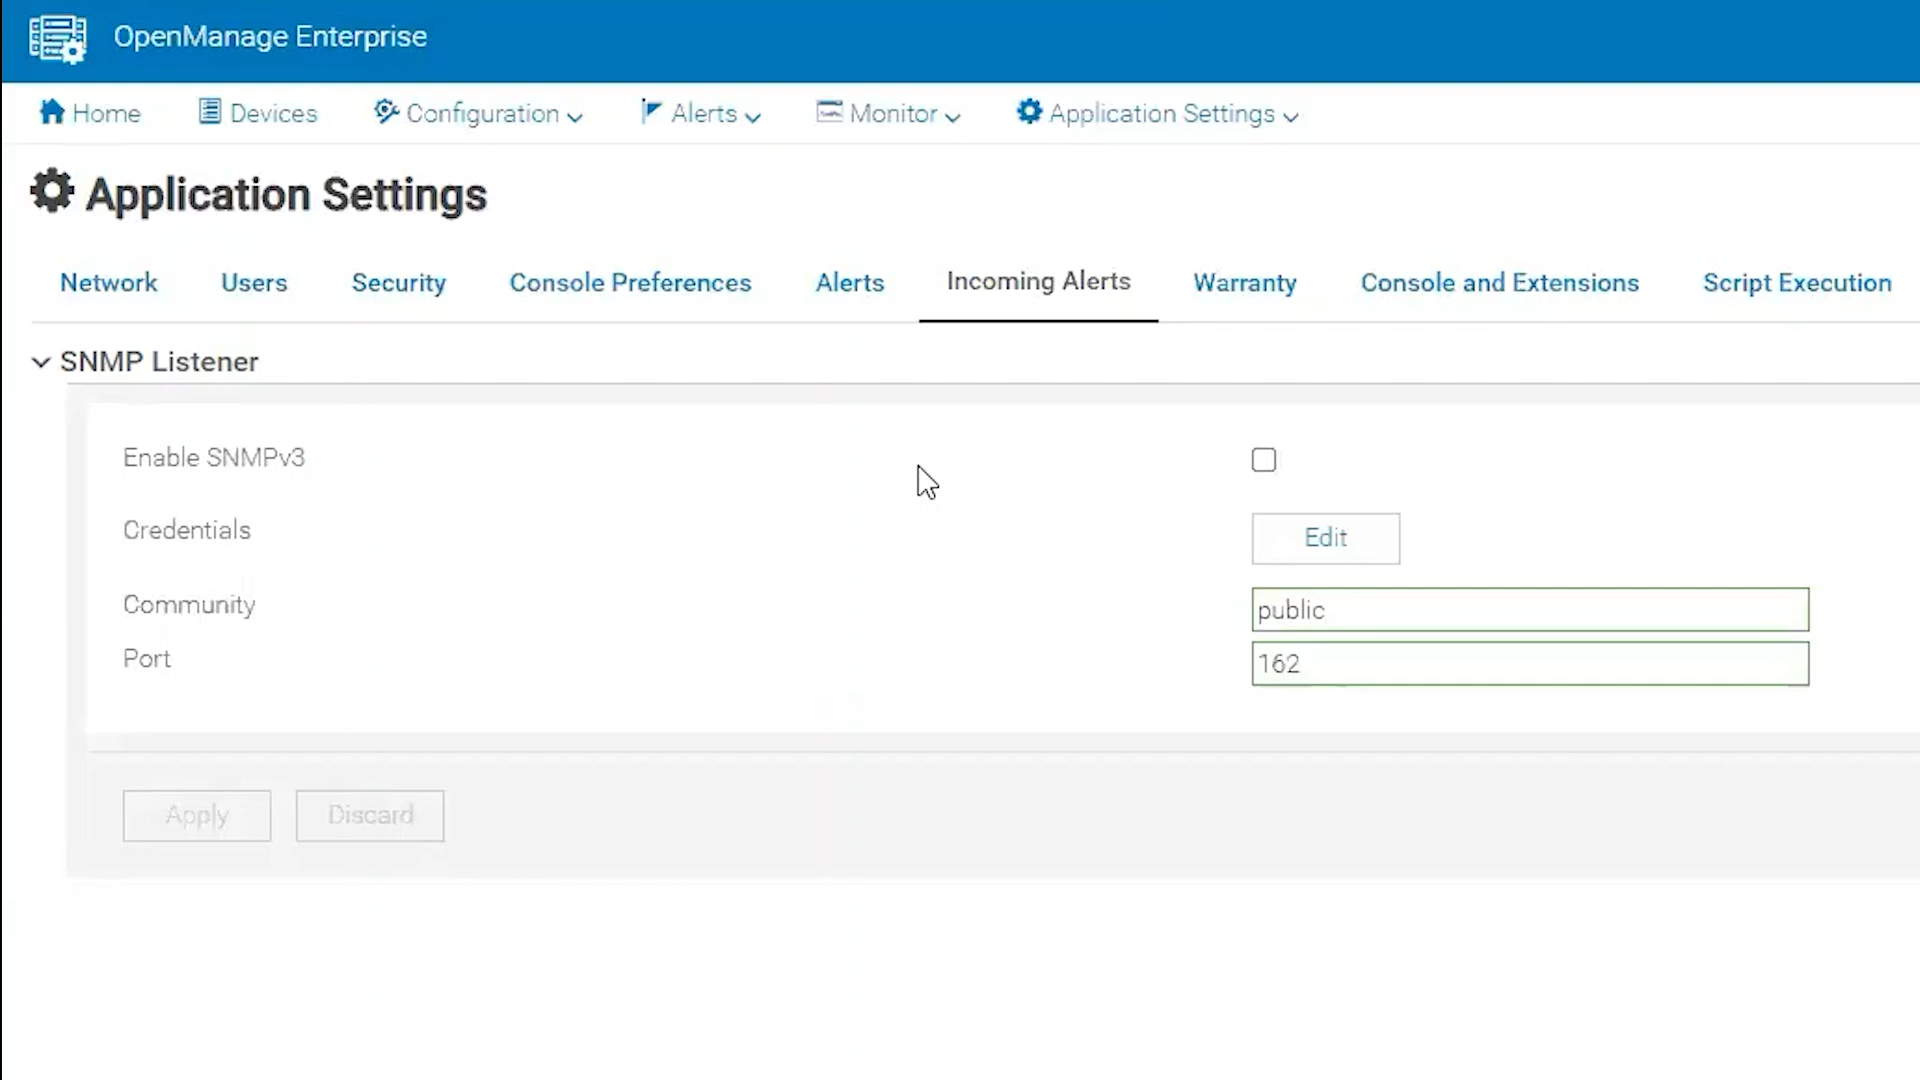 OpenManage Enterprise
Home Devices Configuration Alerts Monitor Application Settings
Application Settings
Network Users Security Console Preferences Alerts Incoming Alerts Warranty Console and Extensions Script Execution
SNMP Listener
Enable SNMPv3
Credentials Edit
Community public
Port 162
Apply Discard